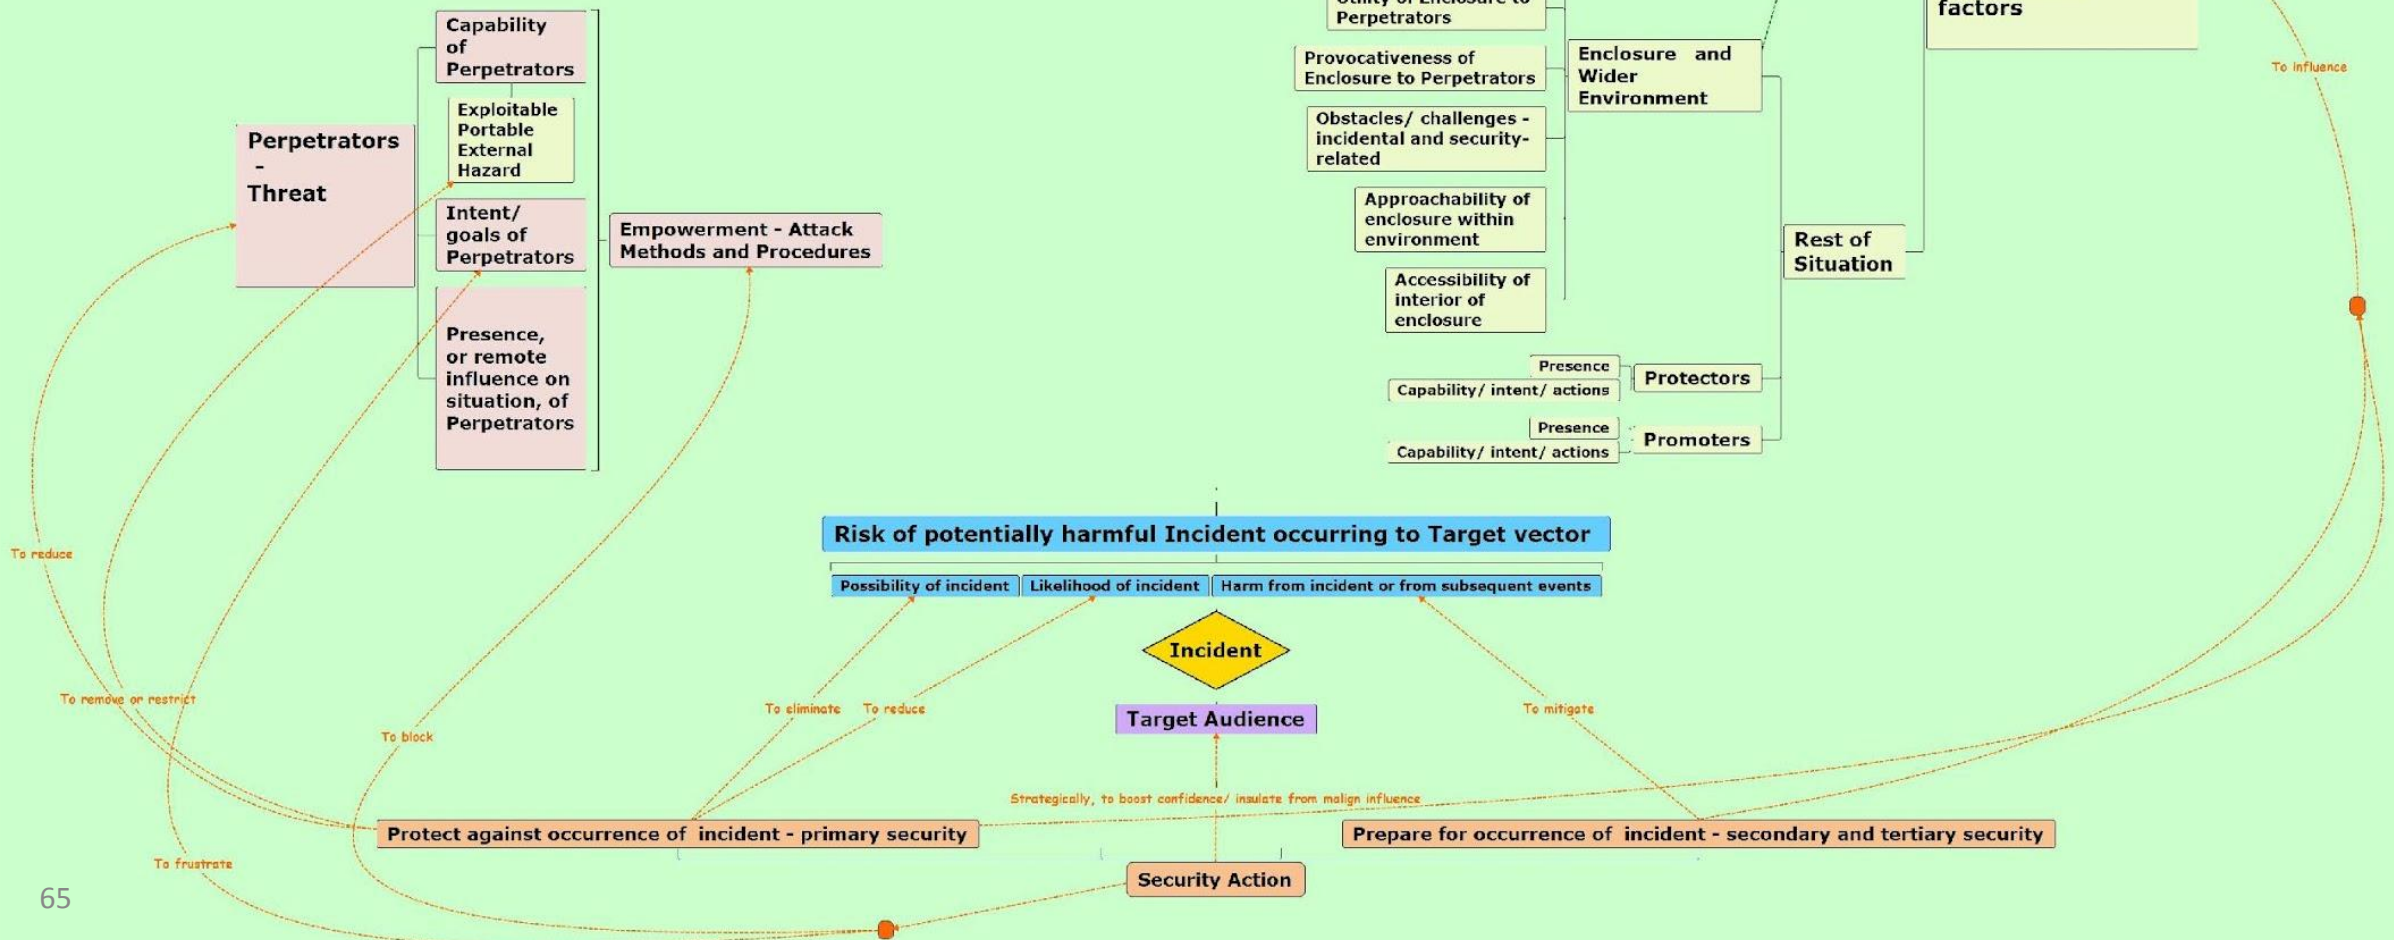 Capability
of
Perpetrators
Exploitable
Portable
External
Hazard
Perpetrators
-
Threat
Intent/
goals of
Perpetrators
Empowerment - Attack
Methods and Procedures
Presence,
or remote
influence on
situation, of
Perpetrators
Utility of Enclosure to
Perpetrators
Provocativeness of
Enclosure to Perpetrators
Obstacles/ challenges -
incidental and security-
related
Approachability of
enclosure within
environment
Accessibility of
interior of
enclosure
Enclosure and
Wider
Environment
factors
To influence
Rest of
Situation
Presence
Capability/ intent/ actions
Protectors
Presence
Capability/ intent/ actions
Promoters
Risk of potentially harmful Incident occurring to Target vector
Possibility of incident
Likelihood of incident
Harm from incident or from subsequent events
Incident
Target Audience
To reduce
To remove or restrict
To block
To eliminate
To reduce
To mitigate
Strategically, to boost confidence/ insulate from malign influence
Protect against occurrence of incident - primary security
Prepare for occurrence of incident - secondary and tertiary security
To frustrate
Security Action
65